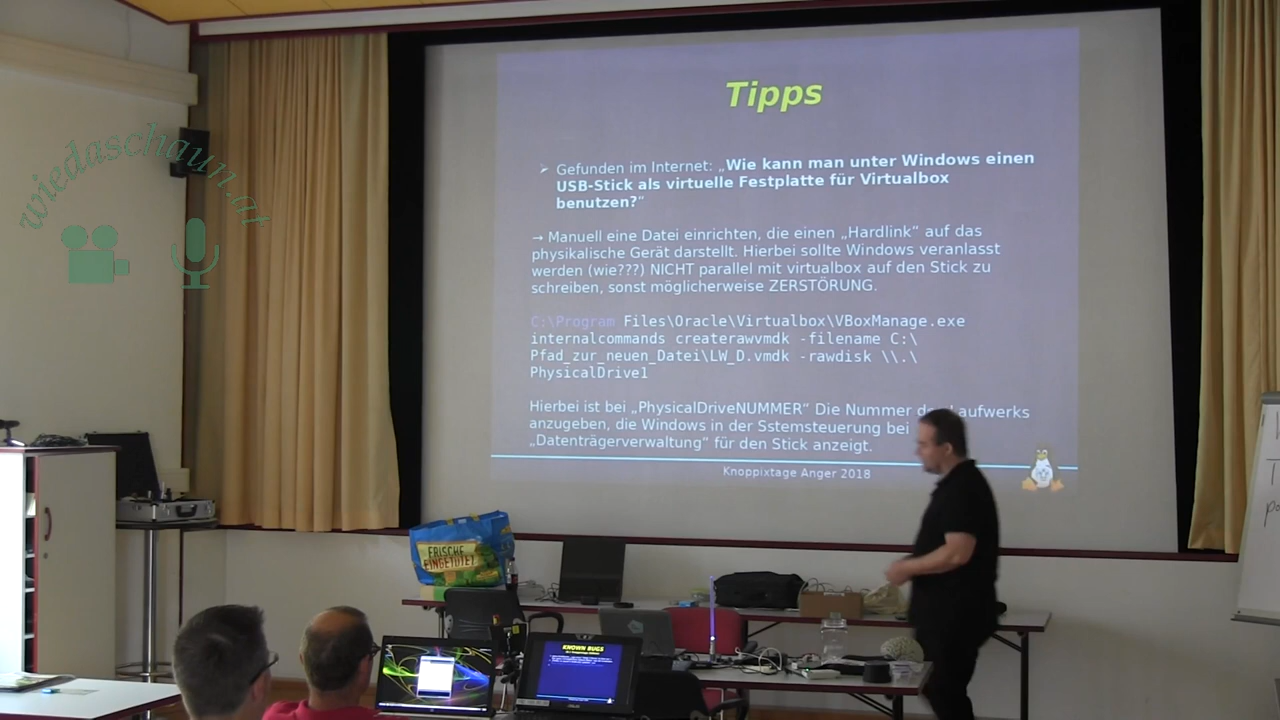 wiedaschaun.at
Tipps
➢ Gefunden im Internet: „Wie kann man unter Windows einen
USB-Stick als virtuelle Festplatte für Virtualbox
benutzen?“
→ Manuell eine Datei einrichten, die einen „Hardlink“ auf das
physikalische Gerät darstellt. Hierbei sollte Windows veranlasst
werden (wie???) NICHT parallel mit virtualbox auf den Stick zu
schreiben, sonst möglicherweise ZERSTÖRUNG.
C:\Program Files\Oracle\Virtualbox\VBoxManage.exe
internalcommands createrawvmdk -filename C:\
Pfad_zur_neuen_Datei\LW_D.vmdk -rawdisk \\.\
PhysicalDrive1
Hierbei ist bei „PhysicalDriveNUMMER“ Die Nummer des Laufwerks
anzugeben, die Windows in der Sstemsteuerung bei
„Datenträgerverwaltung“ für den Stick anzeigt.
Knoppixtage Anger 2018
FRISCHE
EINGETÜTET
KNOWN BUGS